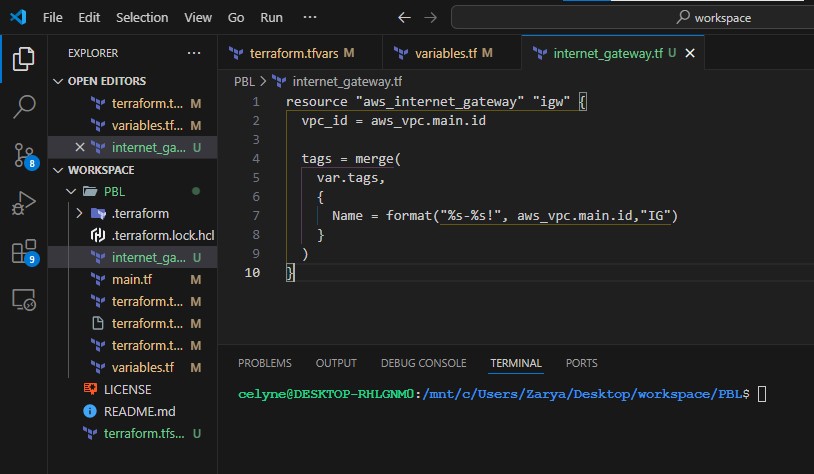 File Edit Selection View Go Run ··· workspace
EXPLORER ···
OPEN EDITORS
terraform.t... M
variables.tf... M
internet_ga... U
WORKSPACE
PBL
.terraform
.terraform.lock.hcl
internet_ga... U
main.tf M
terraform.t... M
terraform.t... M
terraform.t... M
variables.tf M
LICENSE
README.md
terraform.tfs... U
8
9
terraform.tfvars M variables.tf M internet_gateway.tf U
PBL > internet_gateway.tf
1 resource "aws_internet_gateway" "igw" {
2 vpc_id = aws_vpc.main.id
3
4 tags = merge(
5 var.tags,
6 {
7 Name = format("%s-%s!", aws_vpc.main.id,"IG")
8 }
9 )
10 }
PROBLEMS OUTPUT DEBUG CONSOLE TERMINAL PORTS
celyne@DESKTOP-RHLGNM0:/mnt/c/Users/Zarya/Desktop/workspace/PBL$